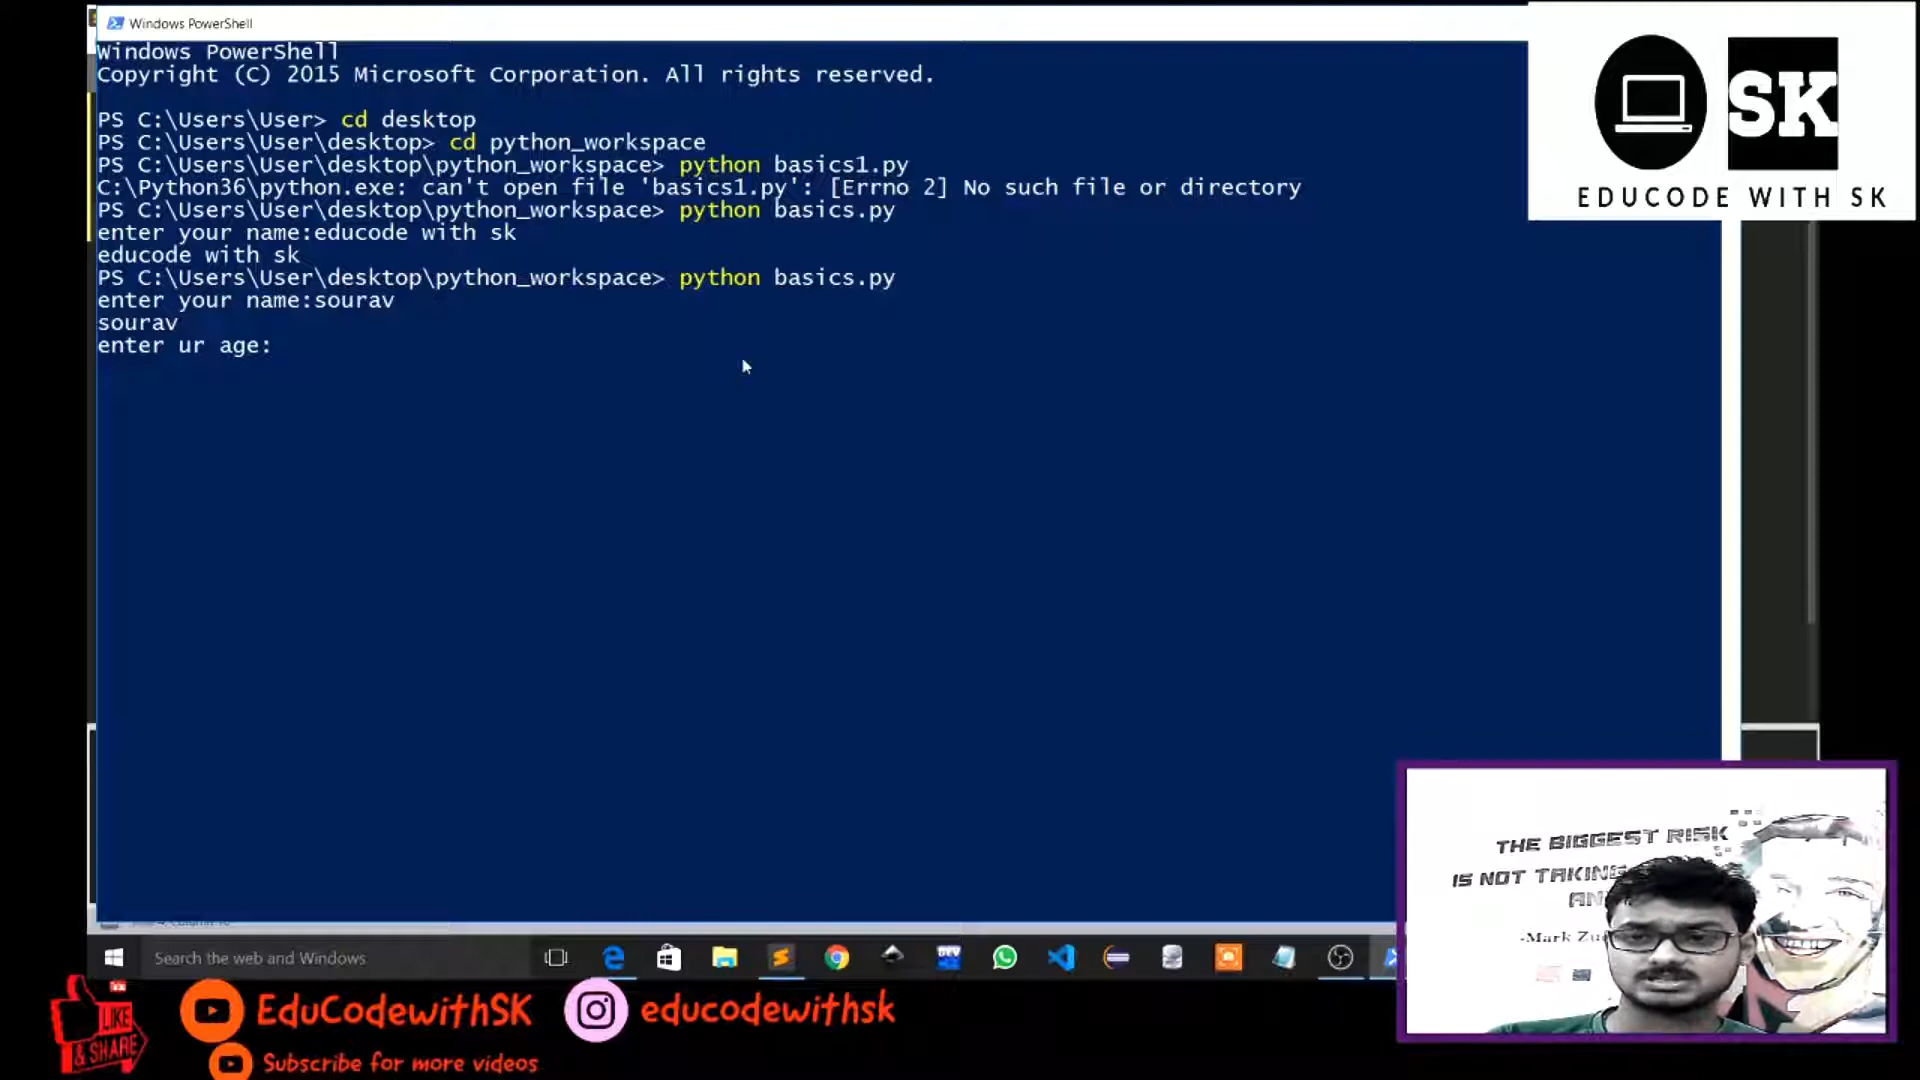 Windows PowerShell
Windows PowerShell
Copyright (C) 2015 Microsoft Corporation. All rights reserved.
PS C:\Users\User> cd desktop
PS C:\Users\User\desktop> cd python_workspace
PS C:\Users\User\desktop\python_workspace> python basics1.py
C:\Python36\python.exe: can't open file 'basics1.py': [Errno 2] No such file or directory
PS C:\Users\User\desktop\python_workspace> python basics.py
enter your name:educode with sk
educode with sk
PS C:\Users\User\desktop\python_workspace> python basics.py
enter your name:sourav
sourav
enter ur age:
SK
EDUCODE WITH SK
THE BIGGEST RISK
IS NOT TAKING
-Mark
Search the web and Windows
DEV
LIKE
& SHARE
EduCodewithSK
educodewithsk
Subscribe for more videos